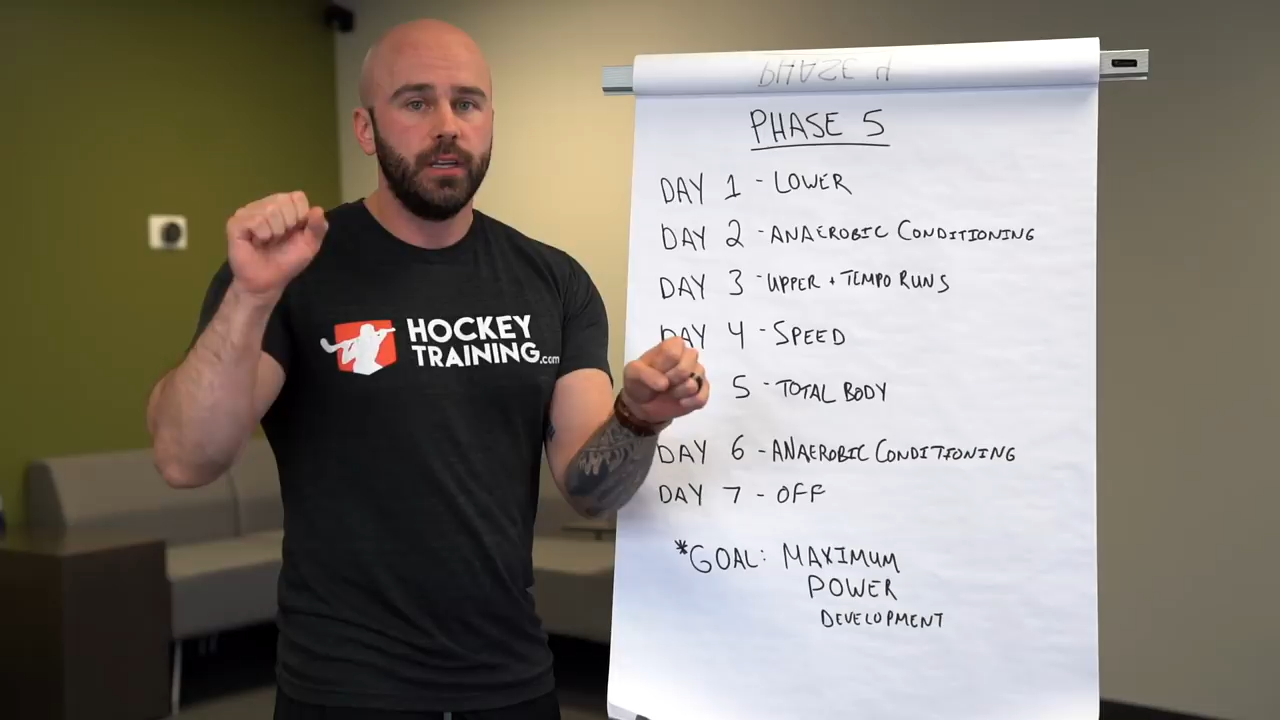 PHASE 4
PHASE 5
DAY 1 - LOWER
DAY 2 - ANAEROBIC CONDITIONING
DAY 3 - UPPER + TEMPO RUNS
DAY 4 - SPEED
5 - TOTAL BODY
DAY 6 - ANAEROBIC CONDITIONING
DAY 7 - OFF
*GOAL: MAXIMUM
POWER
DEVELOPMENT
HOCKEY
TRAINING.com